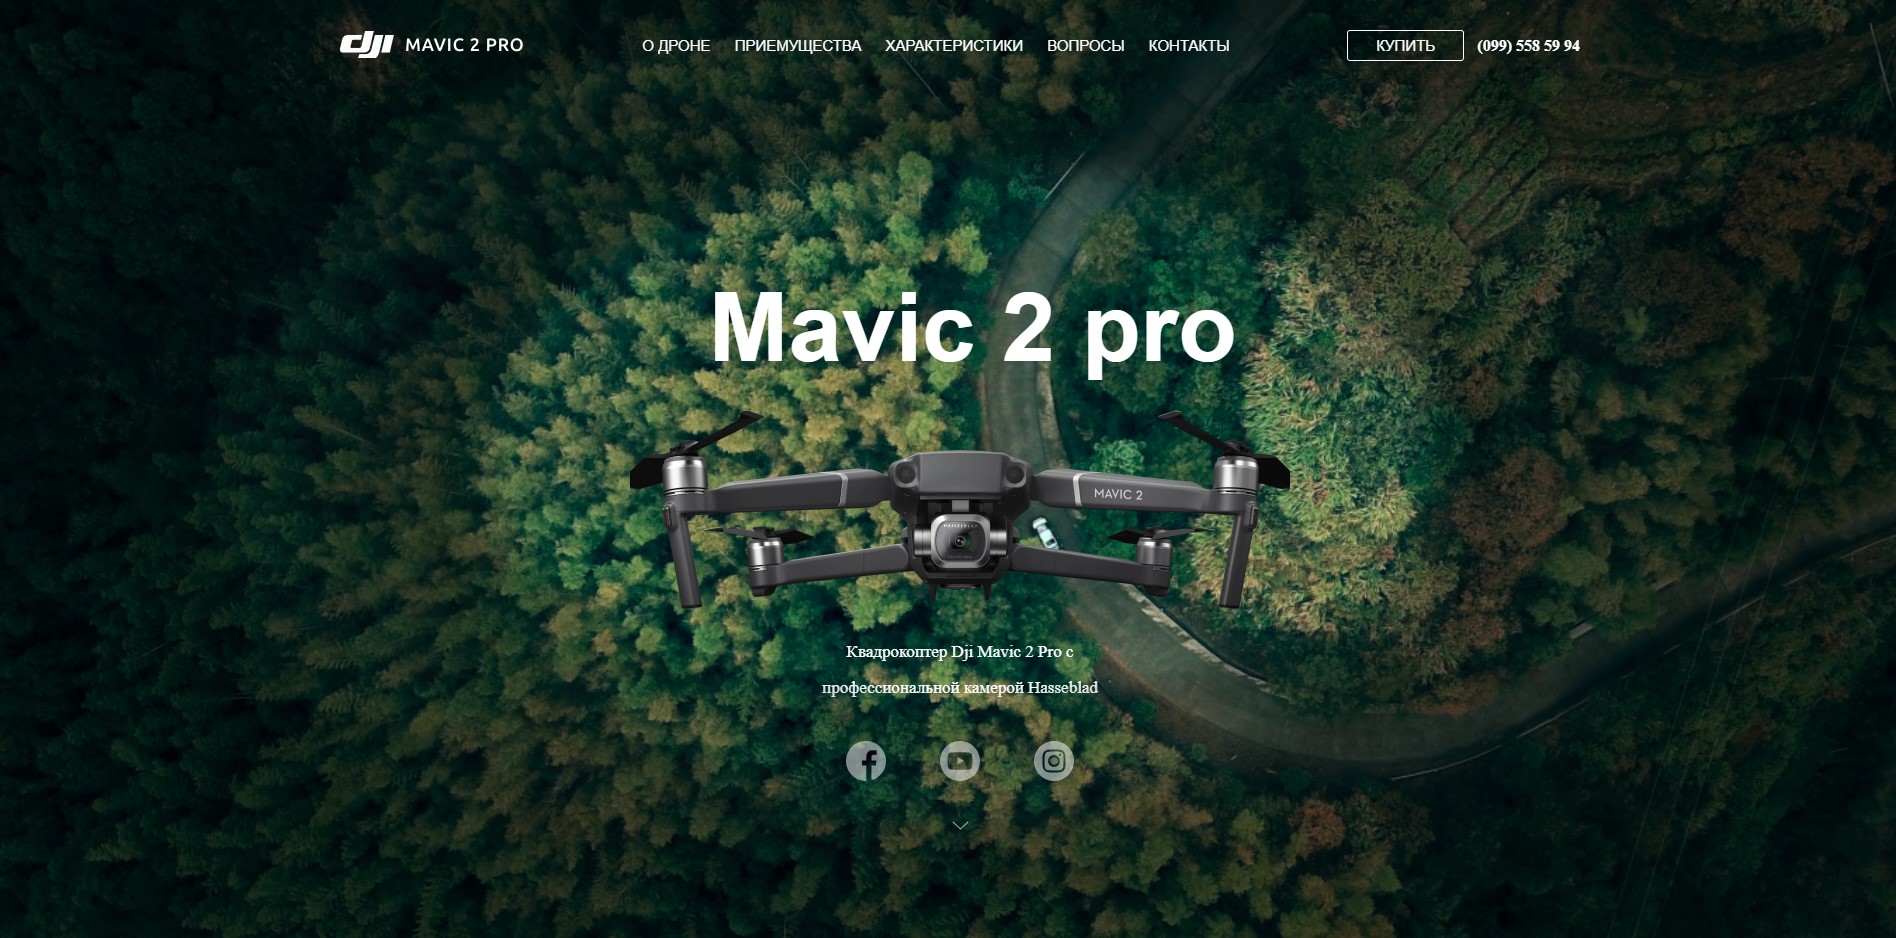 dji MAVIC 2 PRO
О ДРОНЕ ПРИЕМУЩЕСТВА ХАРАКТЕРИСТИКИ ВОПРОСЫ КОНТАКТЫ
КУПИТЬ (099) 558 59 94
Mavic 2 pro
MAVIC 2
HASSELBLAD
Квадрокоптер Dji Mavic 2 Pro с
профессиональной камерой Hasseblad